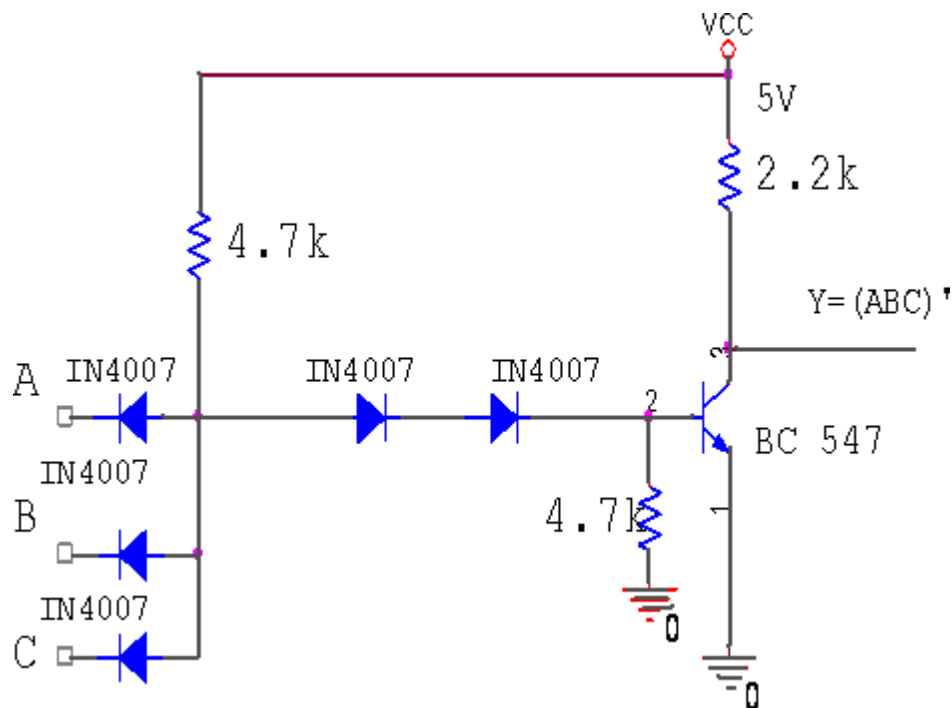 VCC
5V
2.2k
4.7k
Y=(ABC)'
3
A
IN4007
IN4007
IN4007
2
BC 547
IN4007
B
4.7k
1
IN4007
C
0
0